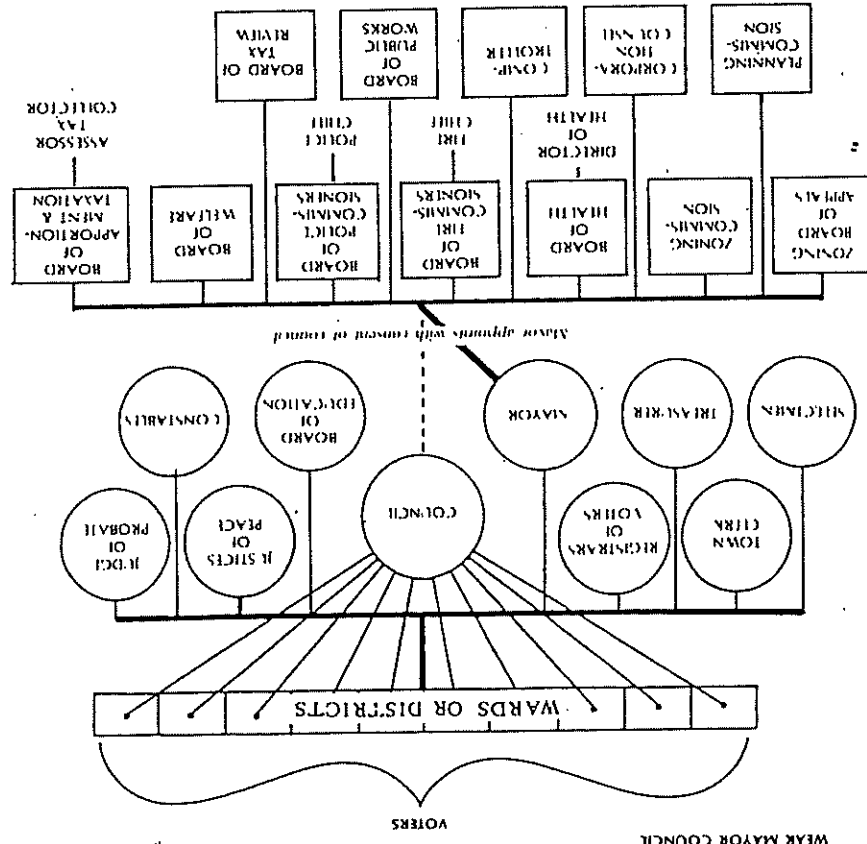 WEAK MAYOR COUNCIL
VOTERS
WARDS OR DISTRICTS
TOWN
CLERK
REGISTRARS
OF
VOTERS
COUNCIL
JUSTICES
OF
PEACE
JUDGE
OF
PROBATE
SELECTMEN
TREASURER
MAYOR
BOARD
OF
EDUCATION
CONSTABLES
Mayor appoints with consent of council
ZONING
BOARD
OF
APPEALS
ZONING
COMMIS-
SION
BOARD
OF
HEALTH
BOARD
OF
FIRE
COMMIS-
SIONERS
BOARD
OF
POLICE
COMMIS-
SIONERS
BOARD
OF
WELFARE
BOARD
OF
APPORTION-
MENT &
TAXATION
DIRECTOR
OF
HEALTH
FIRE
CHIEF
POLICE
CHIEF
ASSESSOR
TAX
COLLECTOR
PLANNING
COMMIS-
SION
CORPORA-
TION
COUNSEL
COMP-
TROLLER
BOARD
OF
PUBLIC
WORKS
BOARD OF
TAX
REVIEW